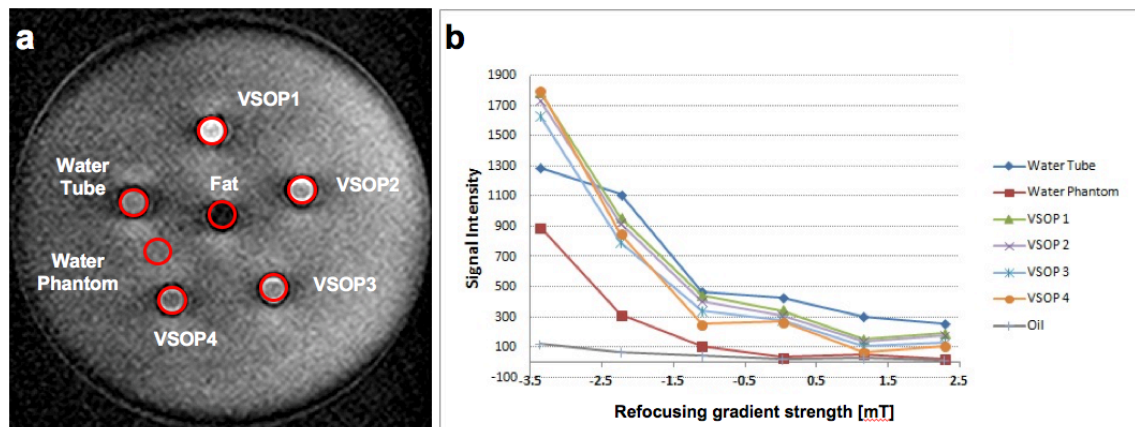 a
VSOP1
Water
Tube
Fat
VSOP2
Water
Phantom
VSOP3
VSOP4
b
1900
1700
1500
1300
1100
900
700
500
300
100
-100
Signal Intensity
-3.5 -2.5 -1.5 -0.5 0.5 1.5 2.5
Refocusing gradient strength [mT]
Water Tube
Water Phantom
VSOP 1
VSOP 2
VSOP 3
VSOP 4
Oil